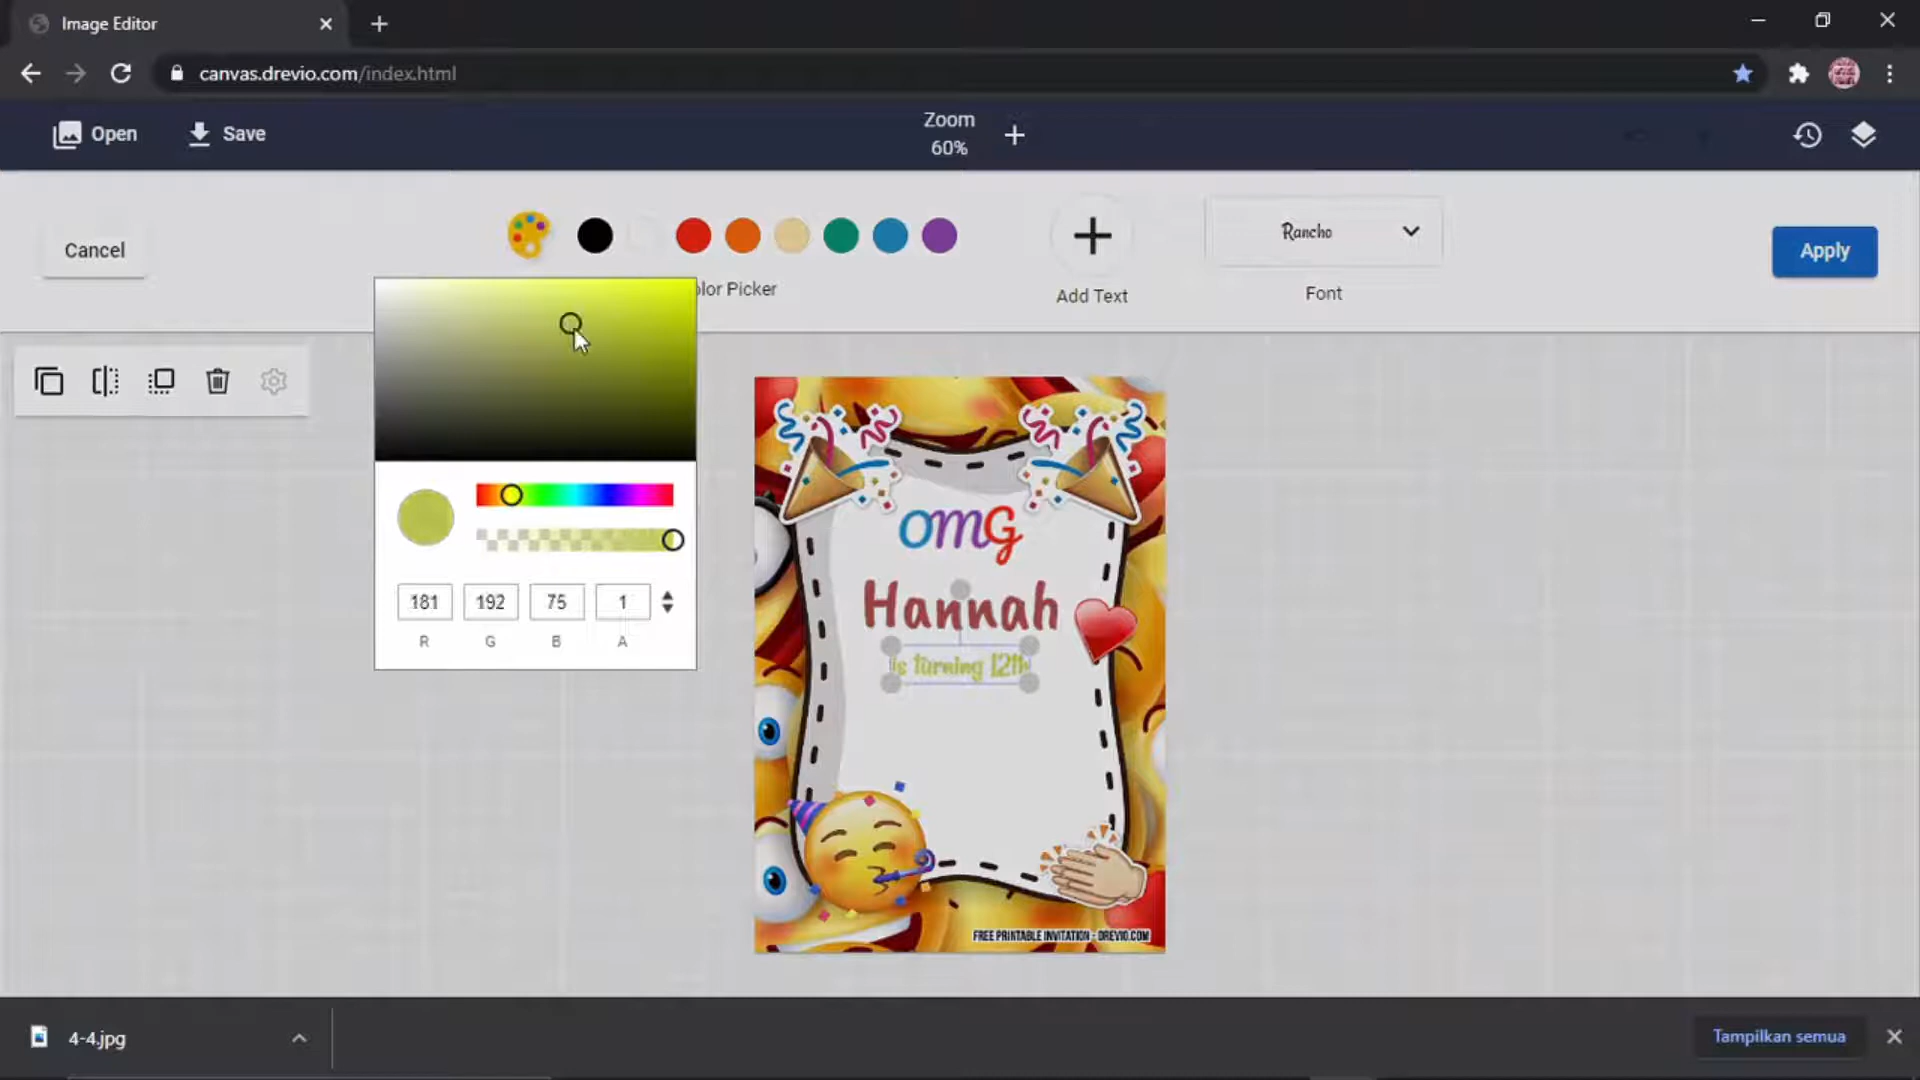 Image Editor
canvas.drevio.com/index.html
Open
Save
Zoom
60%
Cancel
Rancho
Apply
lor Picker
Add Text
Font
omG
Hannah
is turning 12th
181
192
75
1
R
G
B
A
FREE PRINTABLE INVITATION - DREVIO.COM
4-4.jpg
Tampilkan semua